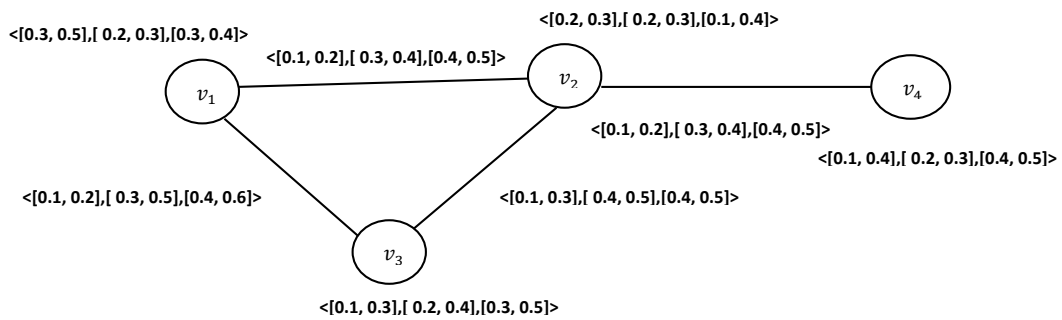 <[0.2, 0.3],[ 0.2, 0.3],[0.1, 0.4]>
<[0.3, 0.5],[ 0.2, 0.3],[0.3, 0.4]>
<[0.1, 0.2],[ 0.3, 0.4],[0.4, 0.5]>
v₁
v₂
v₄
<[0.1, 0.2],[ 0.3, 0.4],[0.4, 0.5]>
<[0.1, 0.4],[ 0.2, 0.3],[0.4, 0.5]>
<[0.1, 0.2],[ 0.3, 0.5],[0.4, 0.6]>
<[0.1, 0.3],[ 0.4, 0.5],[0.4, 0.5]>
v₃
<[0.1, 0.3],[ 0.2, 0.4],[0.3, 0.5]>